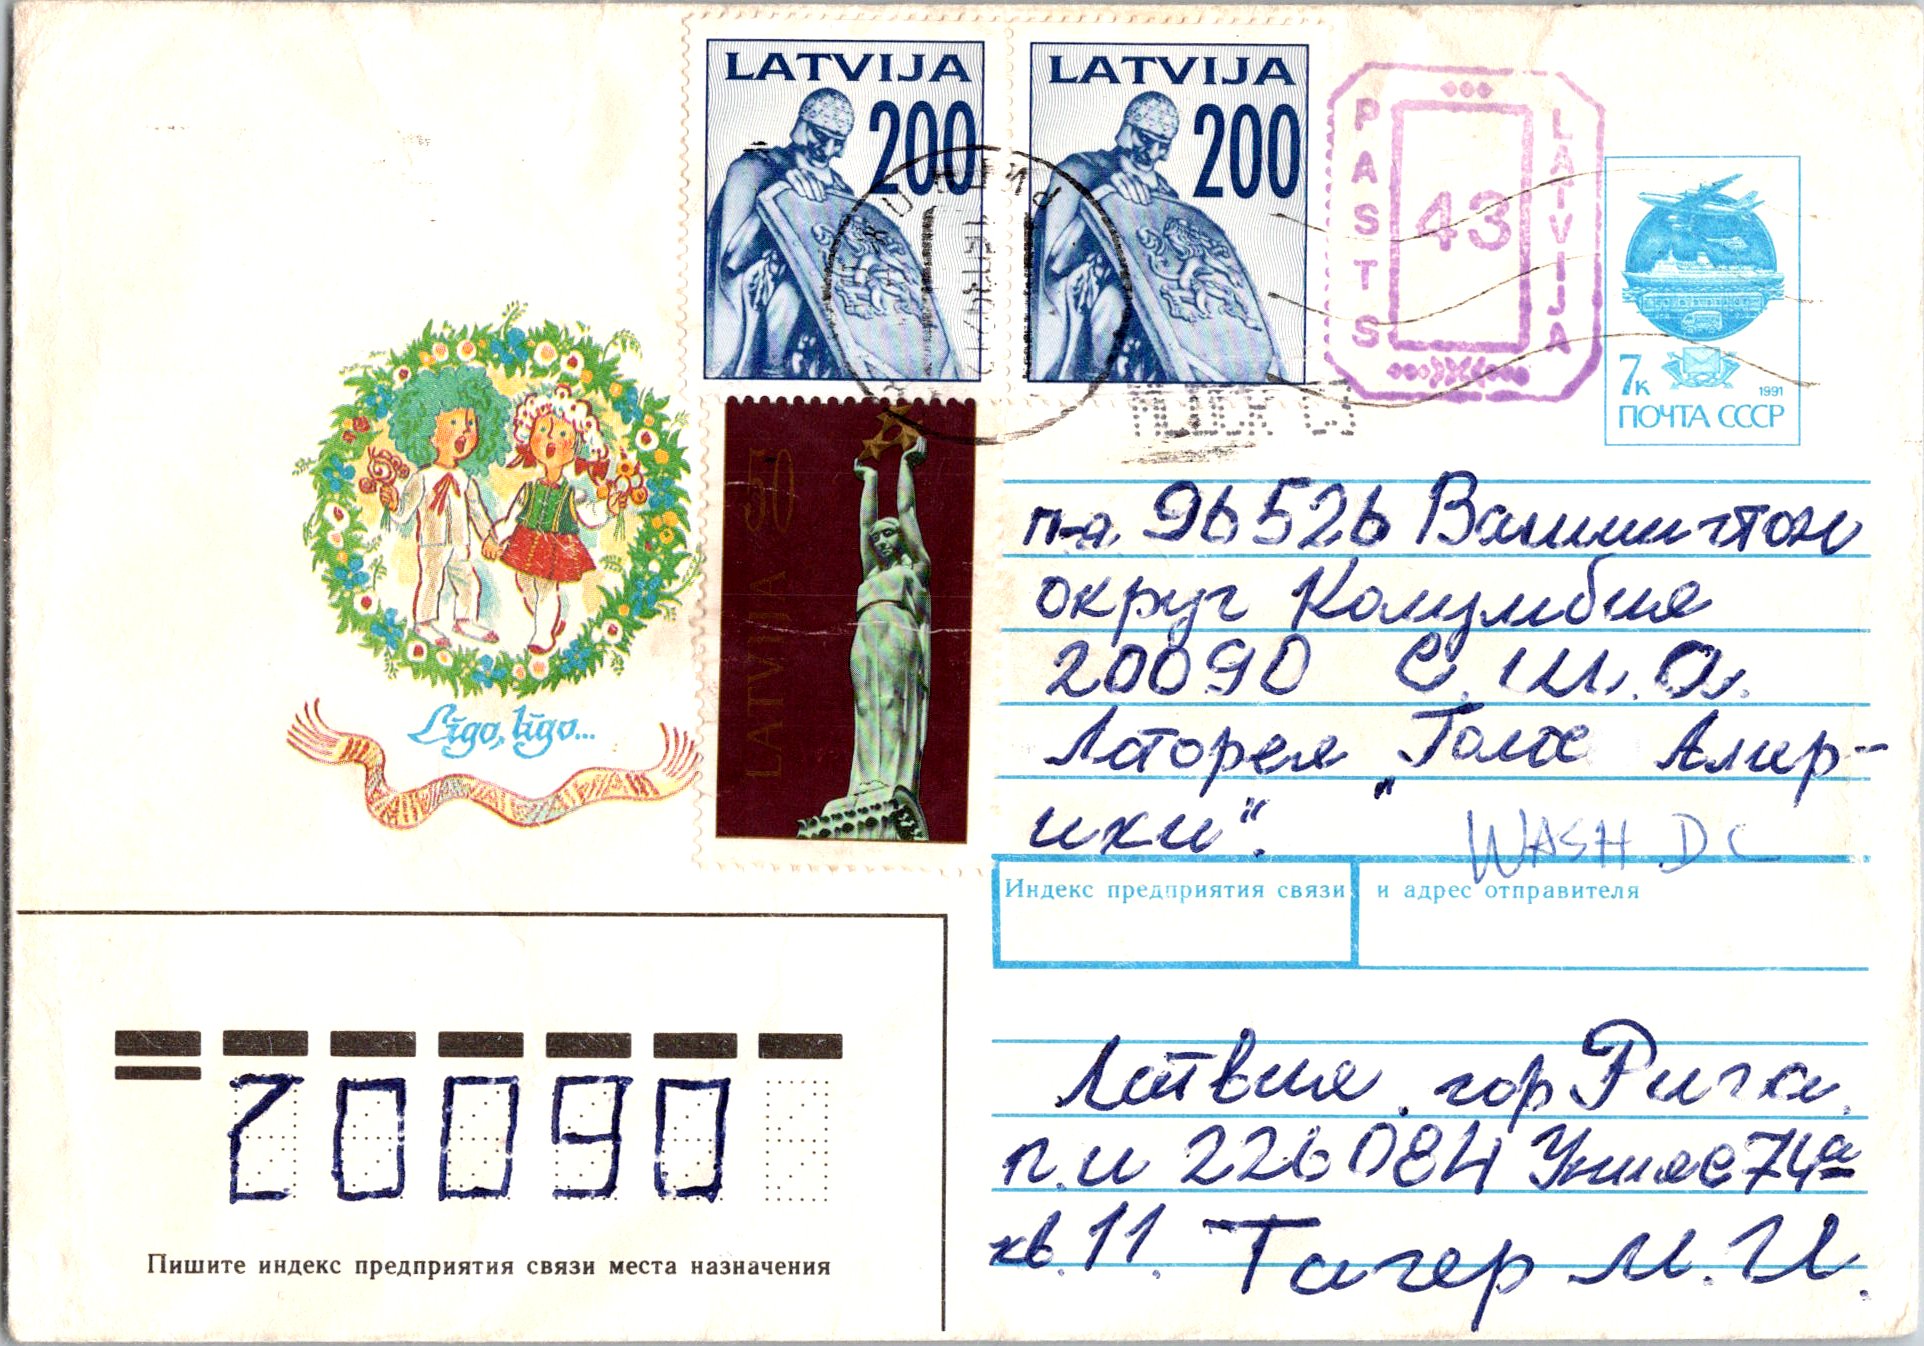 LATVIJA
200
LATVIJA
200
PASTS
43
LATVIJA
7к
1991
ПОЧТА СССР
50
LATVIJA
Līgo, līgo...
п-я. 96526 Вашингтон
округ Колумбия
20090 С. Ш. А.
Лоторея „Голос Амер-
ики“.
WASH DC
Индекс предприятия связи и адрес отправителя
Латвия. гор Рига.
п.и 226084 74а
кв. 11. Тагер М. И.
20090
Пишите индекс предприятия связи места назначения